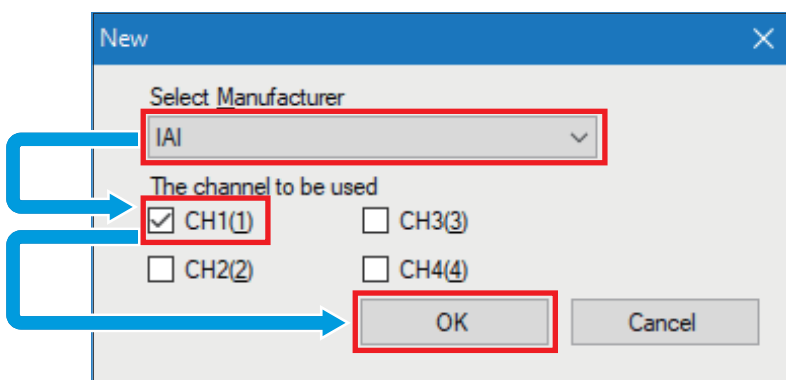 New
Select Manufacturer
IAI
The channel to be used
CH1(1) CH3(3)
CH2(2) CH4(4)
OK Cancel